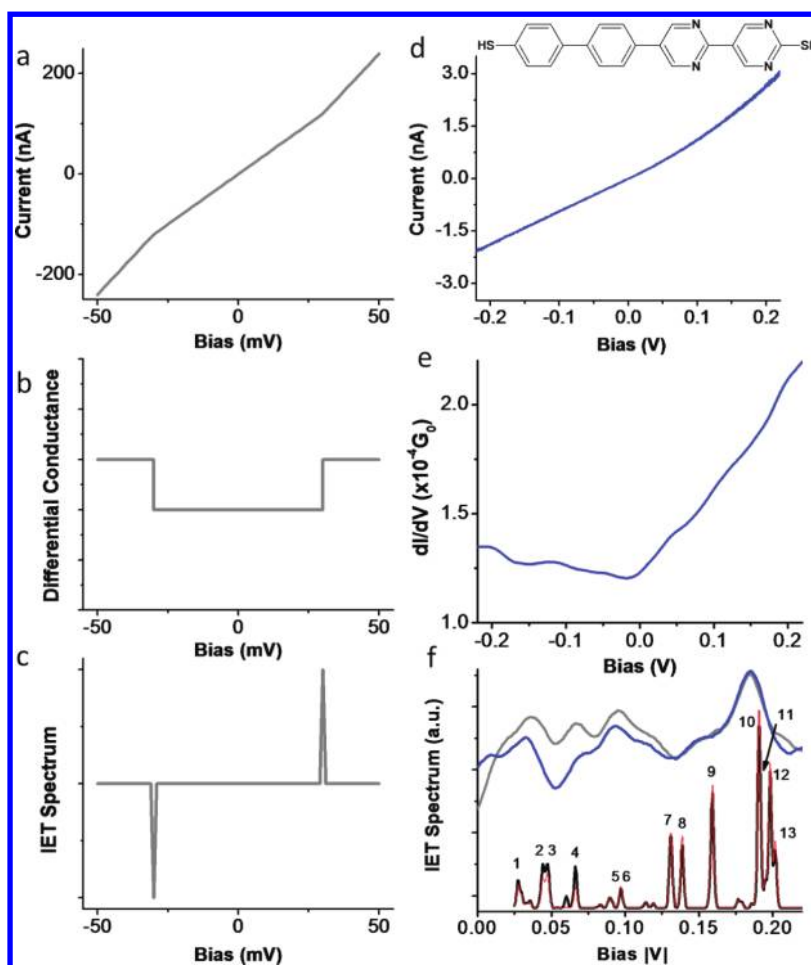 a
200
0
-200
Current (nA)
-50 0 50
Bias (mV)
b
Differential Conductance
-50 0 50
Bias (mV)
c
IET Spectrum
-50 0 50
Bias (mV)
d
HS
N N
N N
3.0
1.5
0.0
-1.5
-3.0
Current (nA)
-0.2 -0.1 0.0 0.1 0.2
Bias (V)
e
2.0
1.5
1.0
dI/dV (x10⁻⁴G₀)
-0.2 -0.1 0.0 0.1 0.2
Bias (V)
f
IET Spectrum (a.u.)
1
2 3
4
5 6
7
8
9
10
11
12
13
0.00 0.05 0.10 0.15 0.20
Bias |V|